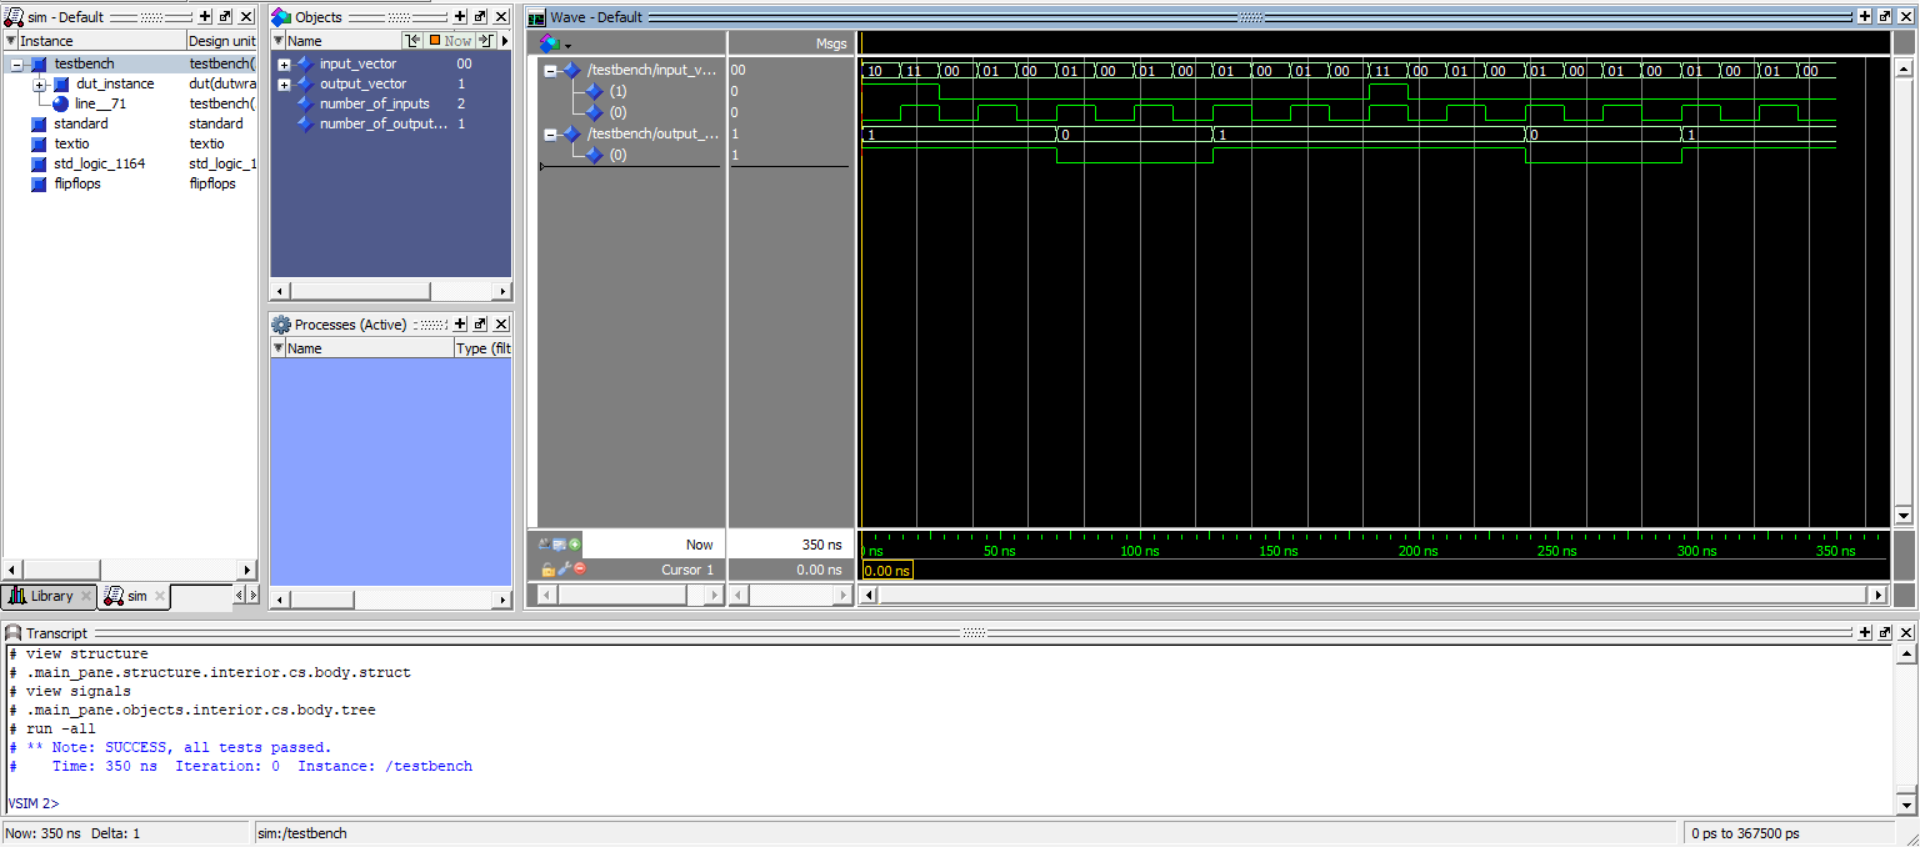 sim - Default
Instance Design unit
testbench testbench(
dut_instance dut(dutwra
line__71 testbench(
standard standard
textio textio
std_logic_1164 std_logic_1
flipflops flipflops
Library sim
Objects
Name Now
input_vector 00
output_vector 1
number_of_inputs 2
number_of_output... 1
Processes (Active)
Name Type (filt
Wave - Default
Msgs
/testbench/input_v... 00 10 11 00 01 00 01 00 01 00 01 00 01 00 11 00 01 00 01 00 01 00 01 00 01 00
(1) 0
(0) 0
/testbench/output_... 1 1 0 1 0 1
(0) 1
Now 350 ns ns 50 ns 100 ns 150 ns 200 ns 250 ns 300 ns 350 ns
Cursor 1 0.00 ns 0.00 ns
Transcript
# view structure
# .main_pane.structure.interior.cs.body.struct
# view signals
# .main_pane.objects.interior.cs.body.tree
# run -all
# ** Note: SUCCESS, all tests passed.
#    Time: 350 ns  Iteration: 0  Instance: /testbench
VSIM 2>
Now: 350 ns Delta: 1 sim:/testbench 0 ps to 367500 ps